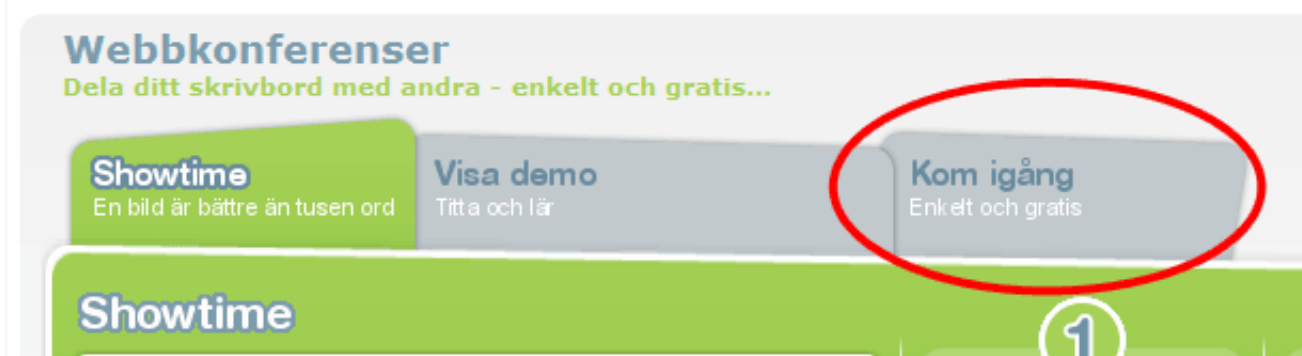 Webbkonferenser
Dela ditt skrivbord med andra - enkelt och gratis...
Showtime
En bild är bättre än tusen ord
Visa demo
Titta och lär
Kom igång
Enkelt och gratis
Showtime
1